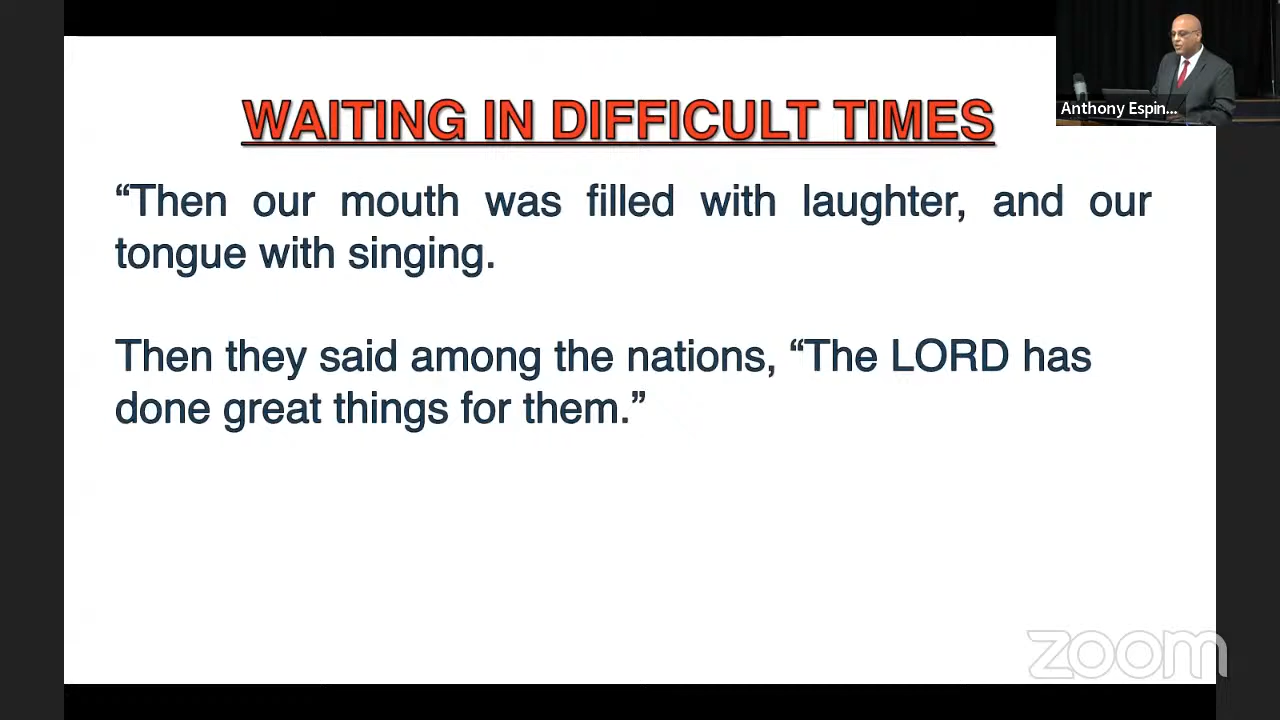 WAITING IN DIFFICULT TIMES
Anthony Espin...
“Then our mouth was filled with laughter, and our
tongue with singing.
Then they said among the nations, “The LORD has
done great things for them.”
zoom